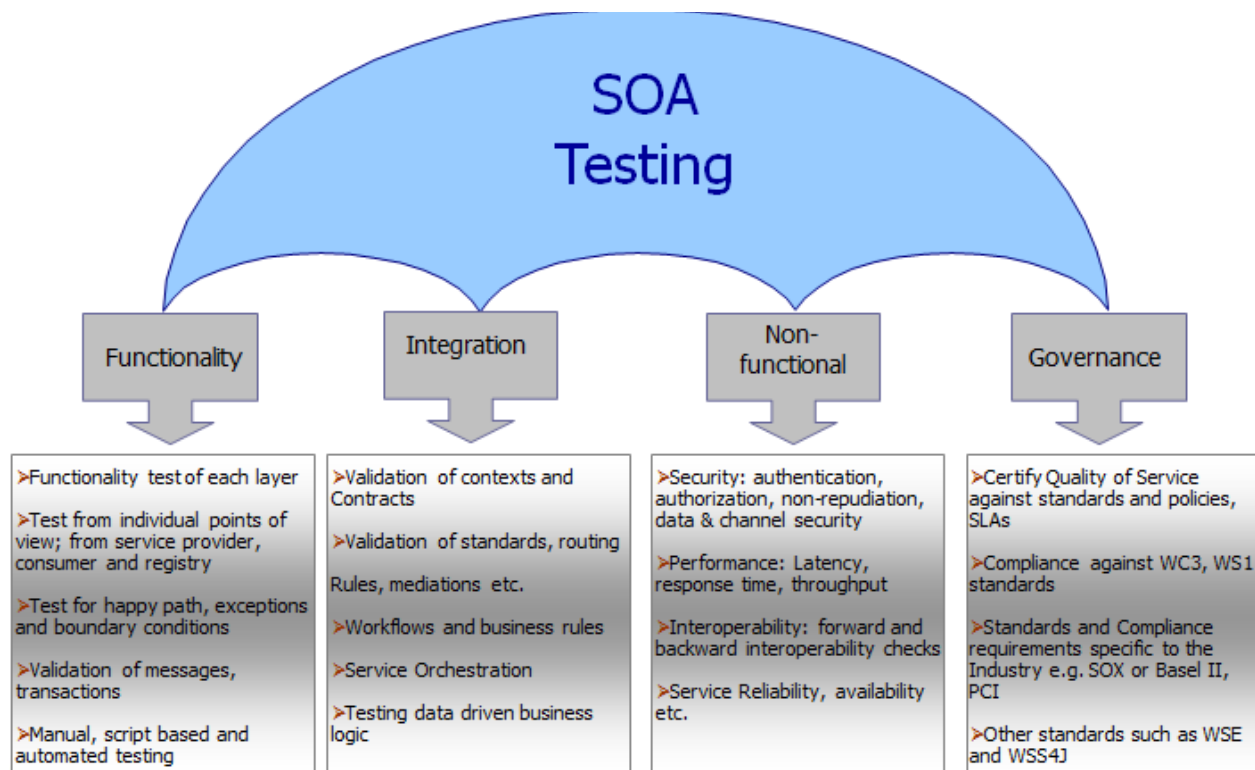 SOA
Testing
Functionality
Integration
Non-
functional
Governance
➢Functionality test of each layer
➢Test from individual points of
view; from service provider,
consumer and registry
➢Test for happy path, exceptions
and boundary conditions
➢Validation of messages,
transactions
➢Manual, script based and
automated testing
➢Validation of contexts and
Contracts
➢Validation of standards, routing
Rules, mediations etc.
➢Workflows and business rules
➢Service Orchestration
➢Testing data driven business
logic
➢Security: authentication,
authorization, non-repudiation,
data & channel security
➢Performance: Latency,
response time, throughput
➢Interoperability: forward and
backward interoperability checks
➢Service Reliability, availability
etc.
➢Certify Quality of Service
against standards and policies,
SLAs
➢Compliance against WC3, WS1
standards
➢Standards and Compliance
requirements specific to the
Industry e.g. SOX or Basel II,
PCI
➢Other standards such as WSE
and WSS4J